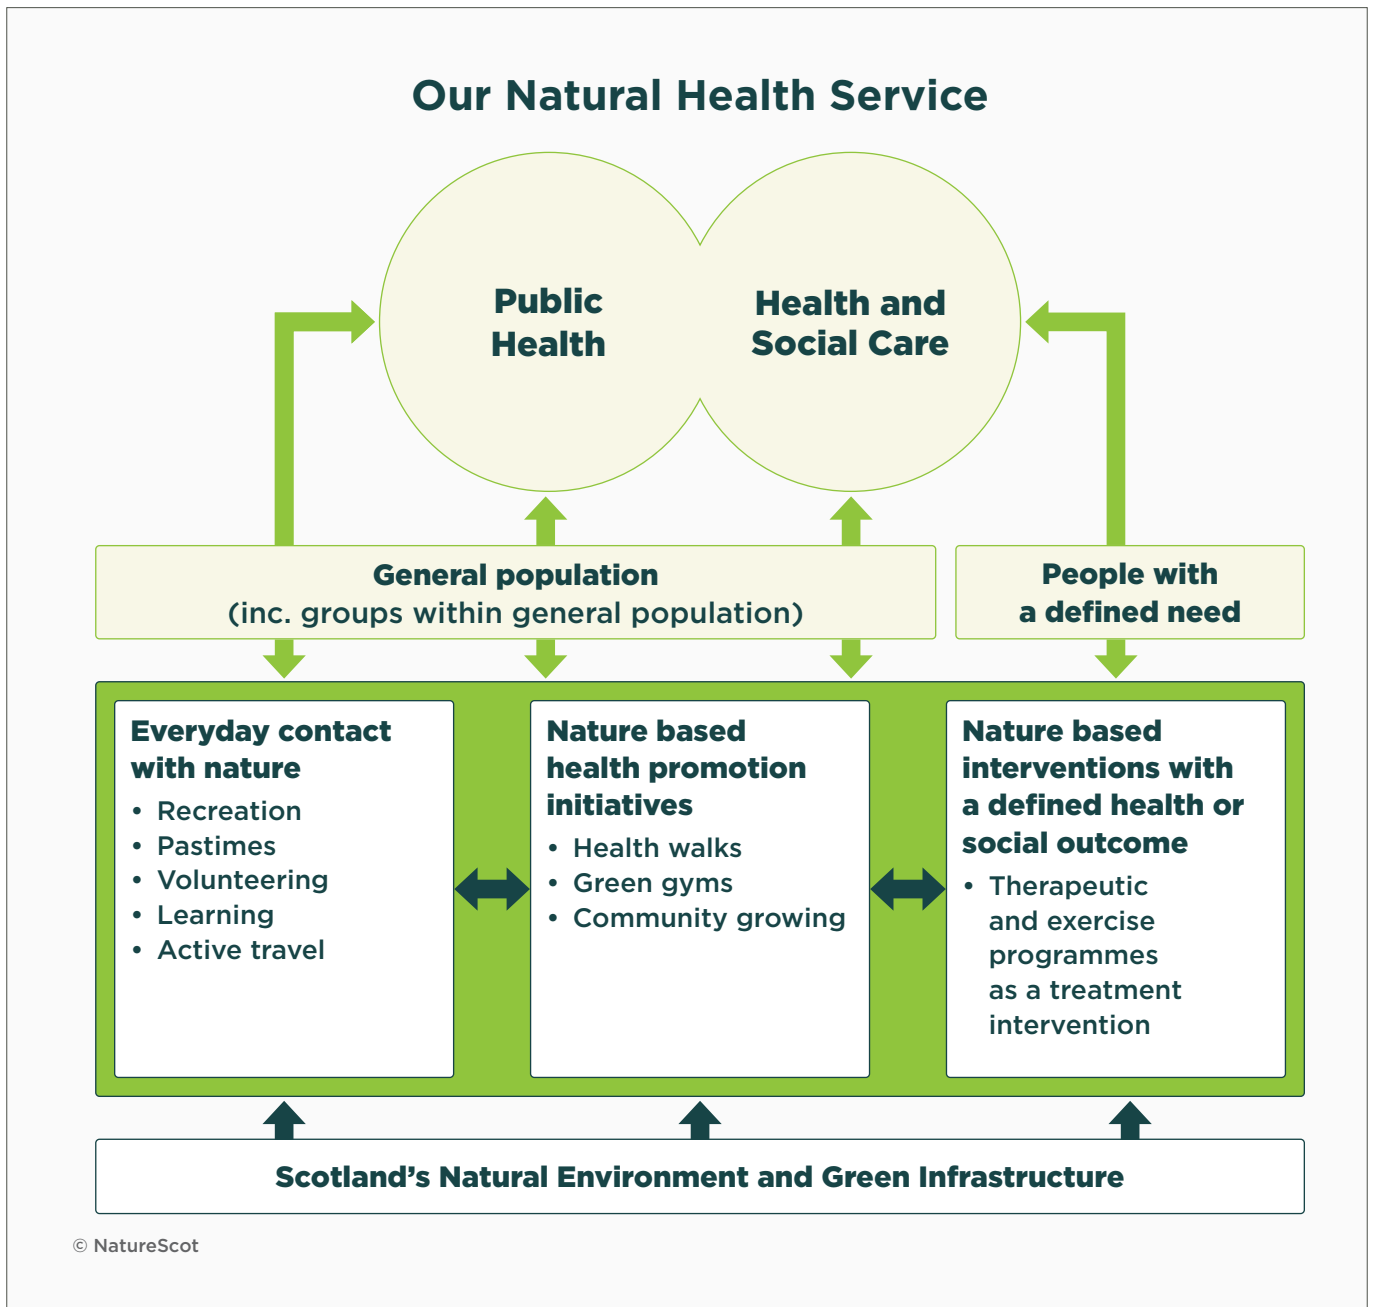 Our Natural Health Service
Public
Health
Health and
Social Care
General population
(inc. groups within general population)
People with
a defined need
Everyday contact
with nature
• Recreation
• Pastimes
• Volunteering
• Learning
• Active travel
Nature based
health promotion
initiatives
• Health walks
• Green gyms
• Community growing
Nature based
interventions with
a defined health or
social outcome
• Therapeutic
and exercise
programmes
as a treatment
intervention
Scotland’s Natural Environment and Green Infrastructure
© NatureScot